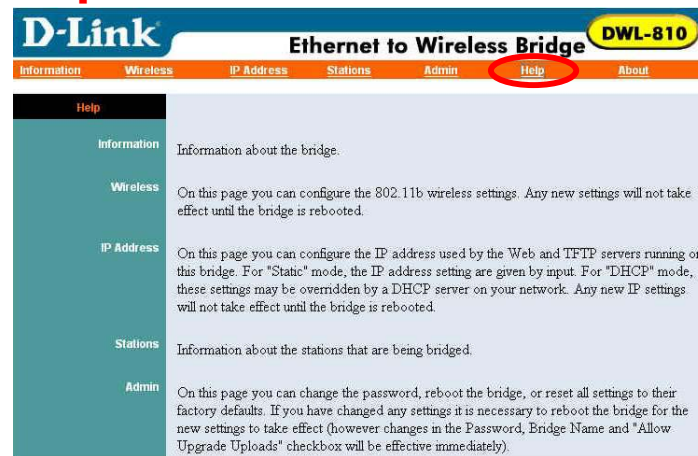 D-Link
Ethernet to Wireless Bridge
DWL-810
Information Wireless IP Address Stations Admin Help About
Help
Information
Information about the bridge.
Wireless
On this page you can configure the 802.11b wireless settings. Any new settings will not take
effect until the bridge is rebooted.
IP Address
On this page you can configure the IP address used by the Web and TFTP servers running on
this bridge. For "Static" mode, the IP address setting are given by input. For "DHCP" mode,
these settings may be overridden by a DHCP server on your network. Any new IP settings
will not take effect until the bridge is rebooted.
Stations
Information about the stations that are being bridged.
Admin
On this page you can change the password, reboot the bridge, or reset all settings to their
factory defaults. If you have changed any settings it is necessary to reboot the bridge for the
new settings to take effect (however changes in the Password, Bridge Name and "Allow
Upgrade Uploads" checkbox will be effective immediately).